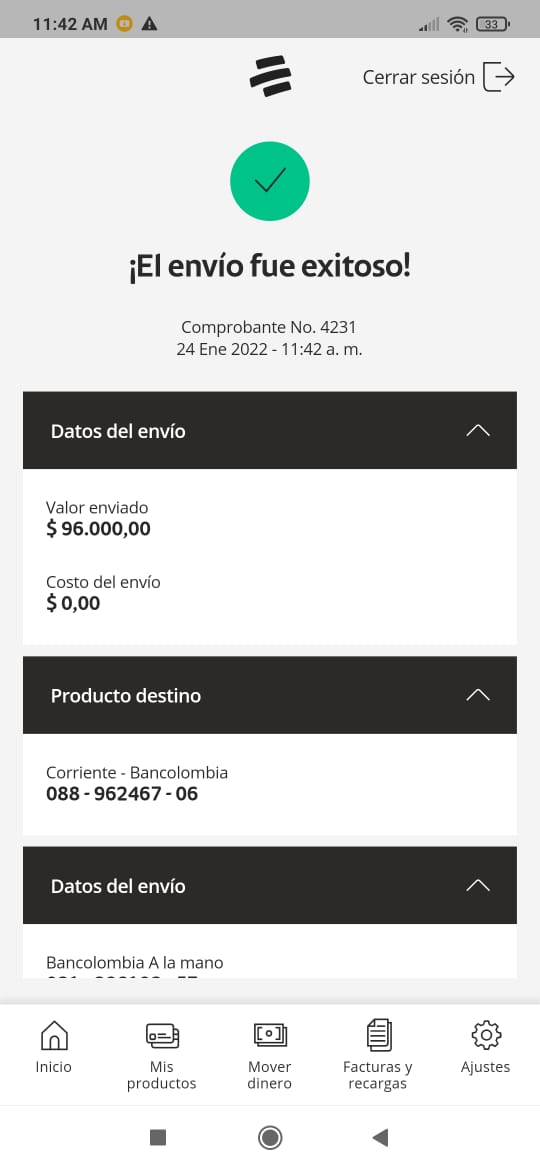 11:42 AM
33
Cerrar sesión
¡El envío fue exitoso!
Comprobante No. 4231
24 Ene 2022 - 11:42 a. m.
Datos del envío
Valor enviado
$ 96.000,00
Costo del envío
$ 0,00
Producto destino
Corriente - Bancolombia
088 - 962467 - 06
Datos del envío
Bancolombia A la mano
Inicio
Mis
productos
Mover
dinero
Facturas y
recargas
Ajustes